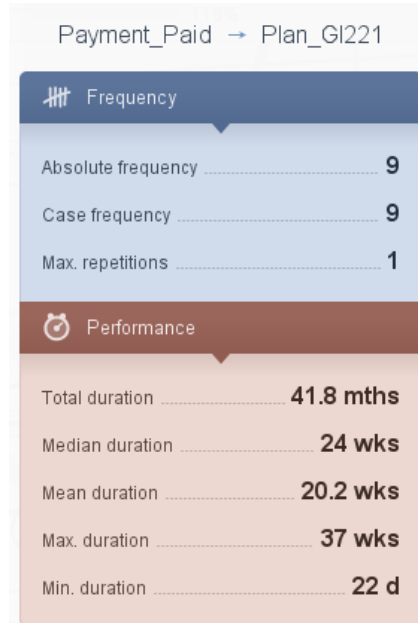 Payment_Paid → Plan_GI221
Frequency
Absolute frequency 9
Case frequency 9
Max. repetitions 1
Performance
Total duration 41.8 mths
Median duration 24 wks
Mean duration 20.2 wks
Max. duration 37 wks
Min. duration 22 d